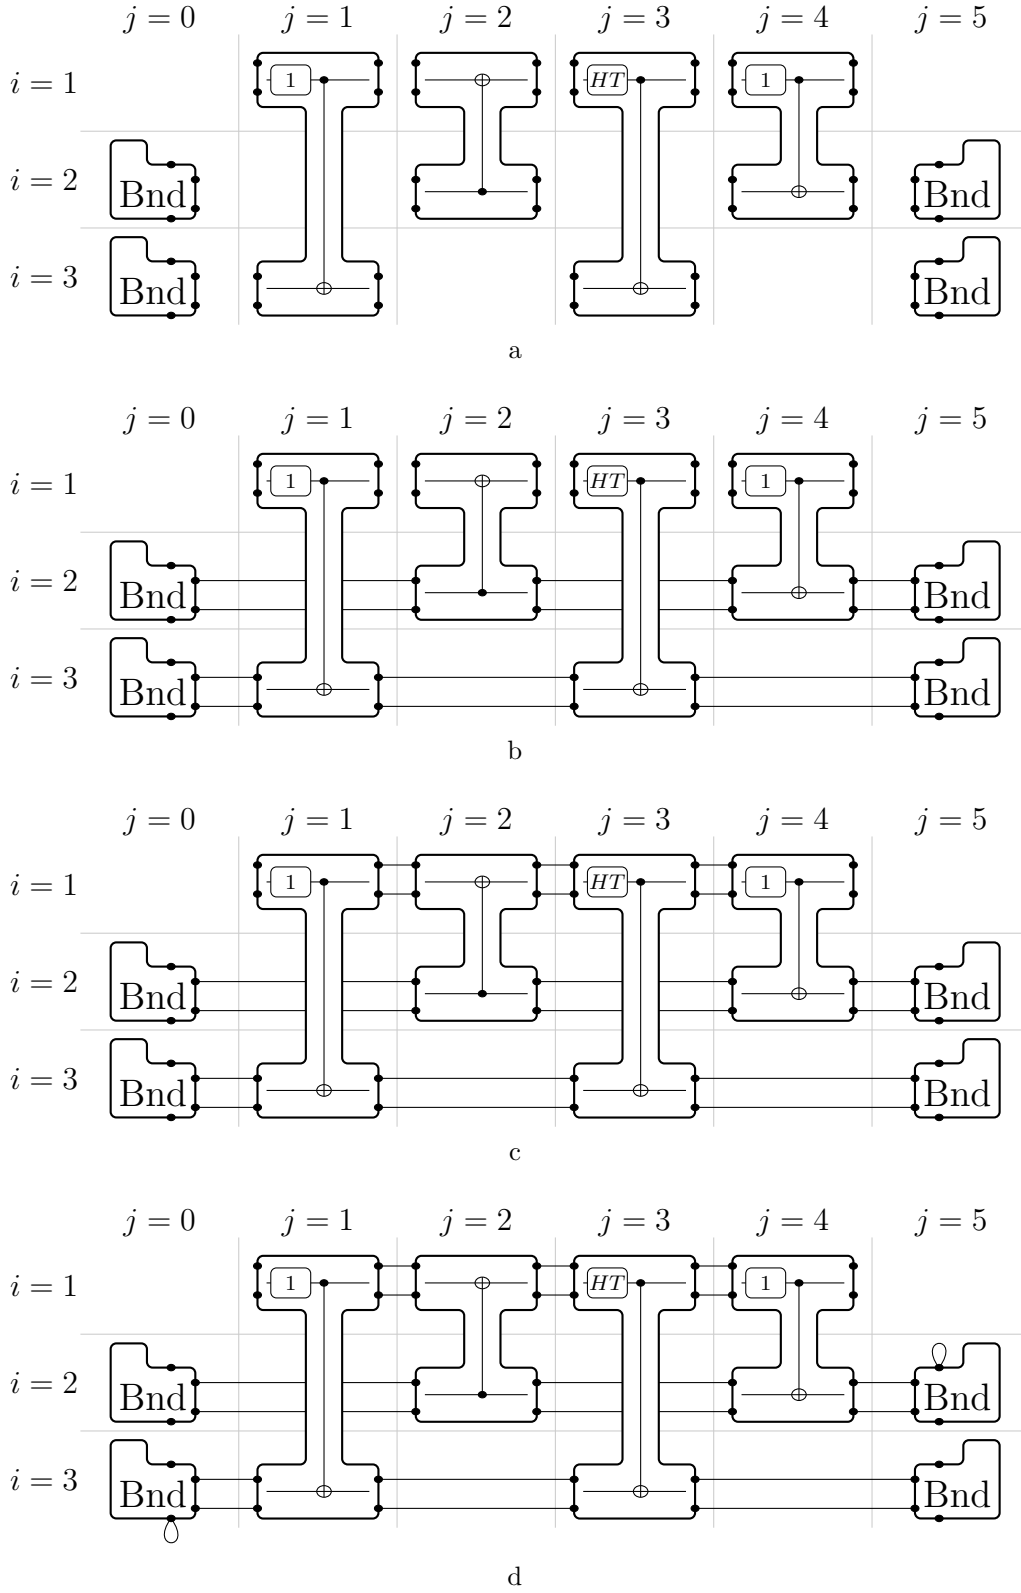 j = 0 j = 1 j = 2 j = 3 j = 4 j = 5
i = 1 1 HT 1
i = 2 Bnd Bnd
i = 3 Bnd Bnd
a
j = 0 j = 1 j = 2 j = 3 j = 4 j = 5
i = 1 1 HT 1
i = 2 Bnd Bnd
i = 3 Bnd Bnd
b
j = 0 j = 1 j = 2 j = 3 j = 4 j = 5
i = 1 1 HT 1
i = 2 Bnd Bnd
i = 3 Bnd Bnd
c
j = 0 j = 1 j = 2 j = 3 j = 4 j = 5
i = 1 1 HT 1
i = 2 Bnd Bnd
i = 3 Bnd Bnd
d